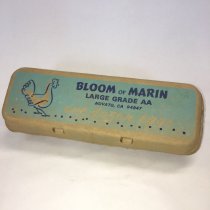 BLOOM OF MARIN
LARGE GRADE AA
NOVATO, CA 94947